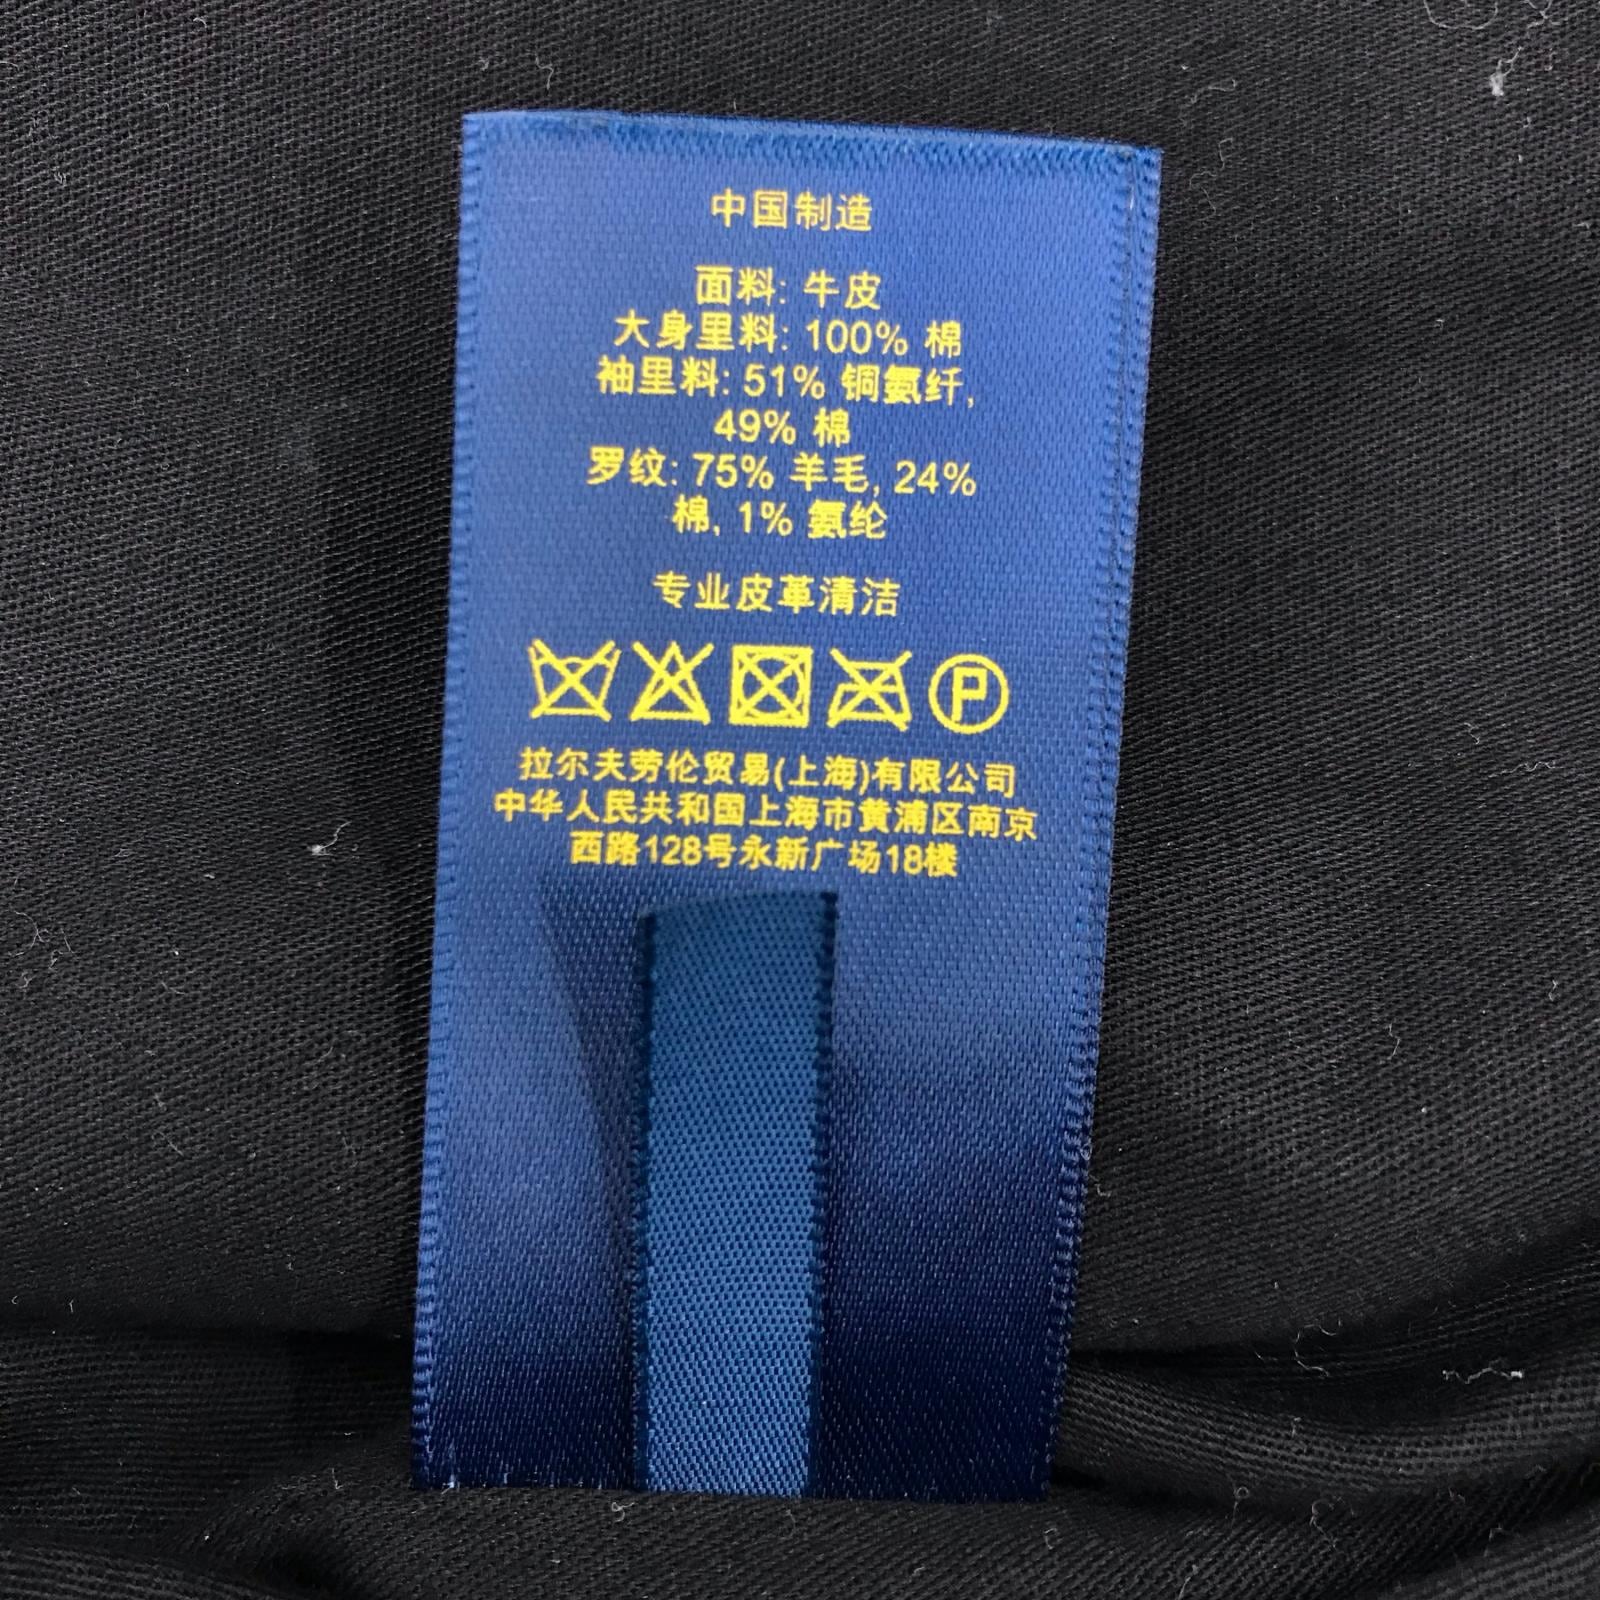 中国制造
面料: 牛皮
大身里料: 100% 棉
袖里料: 51% 铜氨纤,
49% 棉
罗纹: 75% 羊毛, 24%
棉, 1% 氨纶
专业皮革清洁
P
拉尔夫劳伦贸易(上海)有限公司
中华人民共和国上海市黄浦区南京
西路128号永新广场18楼